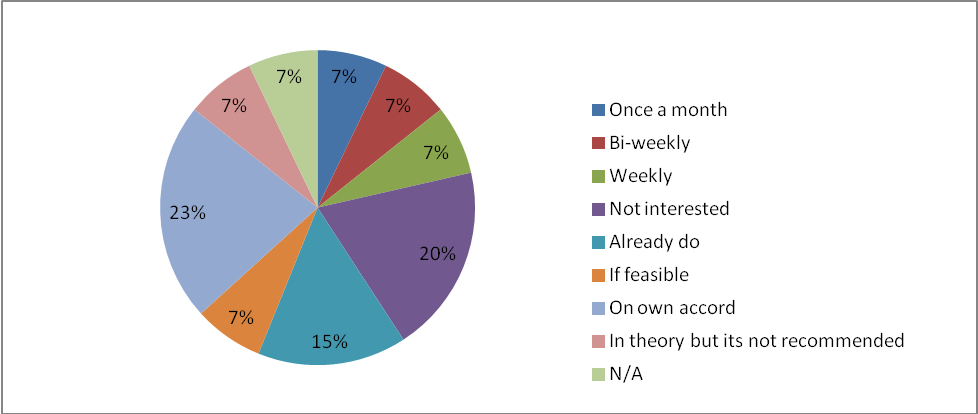 7%
7%
7%
20%
15%
7%
23%
7%
7%
Once a month
Bi-weekly
Weekly
Not interested
Already do
If feasible
On own accord
In theory but its not recommended
N/A